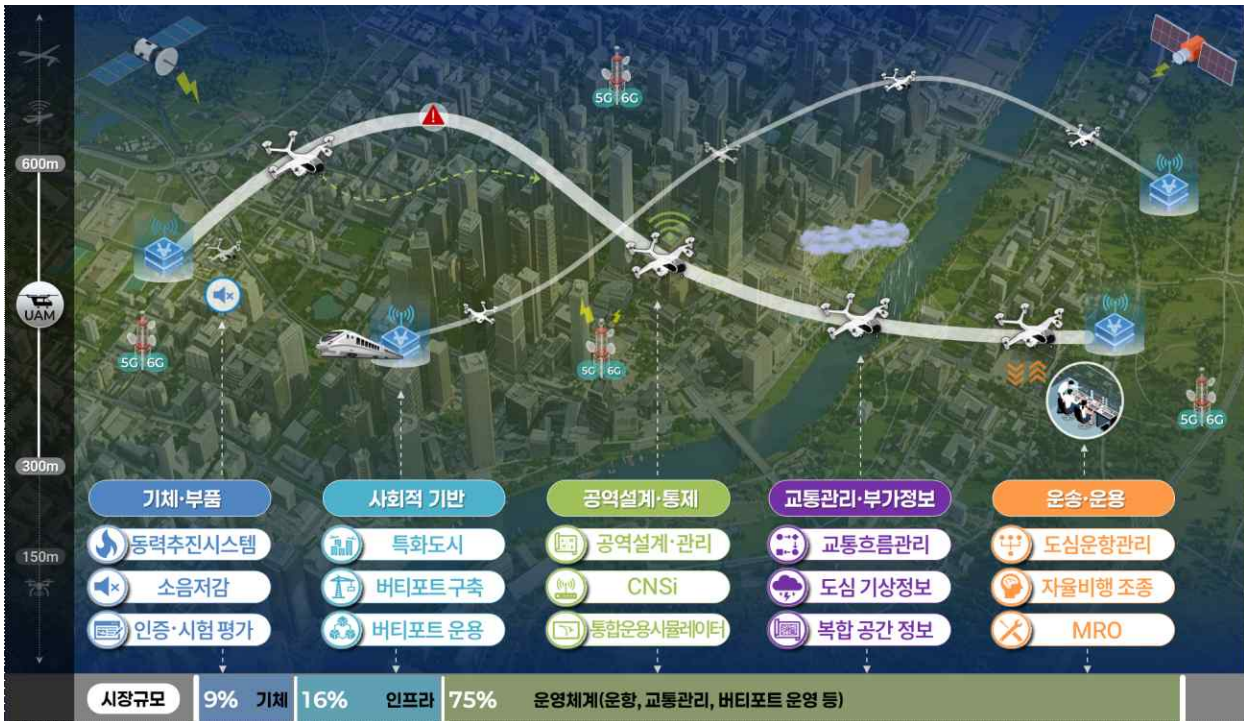 5G 6G
600m
UAM
5G 6G
5G 6G
5G 6G
300m
150m
기체·부품
동력추진시스템
소음저감
인증·시험 평가
사회적 기반
특화도시
버티포트 구축
버티포트 운용
공역설계·통제
공역설계·관리
CNSi
통합운용시뮬레이터
교통관리·부가정보
교통흐름관리
도심 기상정보
복합 공간 정보
운송·운용
도심운항관리
자율비행 조종
MRO
시장규모 9% 기체 16% 인프라 75% 운영체계(운항, 교통관리, 버티포트 운영 등)